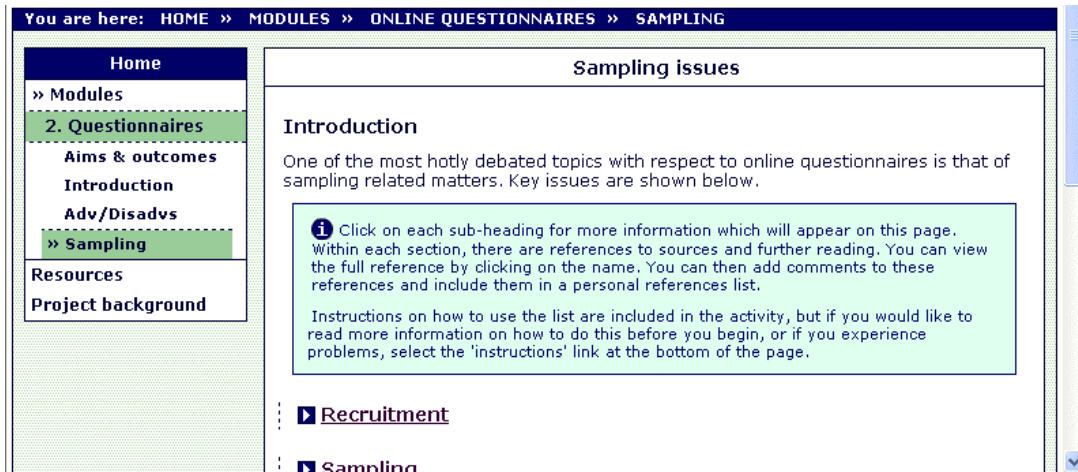 You are here: HOME » MODULES » ONLINE QUESTIONNAIRES » SAMPLING
Home
» Modules
2. Questionnaires
Aims & outcomes
Introduction
Adv/Disadvs
» Sampling
Resources
Project background
Sampling issues
Introduction
One of the most hotly debated topics with respect to online questionnaires is that of
sampling related matters. Key issues are shown below.
Click on each sub-heading for more information which will appear on this page.
Within each section, there are references to sources and further reading. You can view
the full reference by clicking on the name. You can then add comments to these
references and include them in a personal references list.
Instructions on how to use the list are included in the activity, but if you would like to
read more information on how to do this before you begin, or if you experience
problems, select the 'instructions' link at the bottom of the page.
Recruitment
Sampling